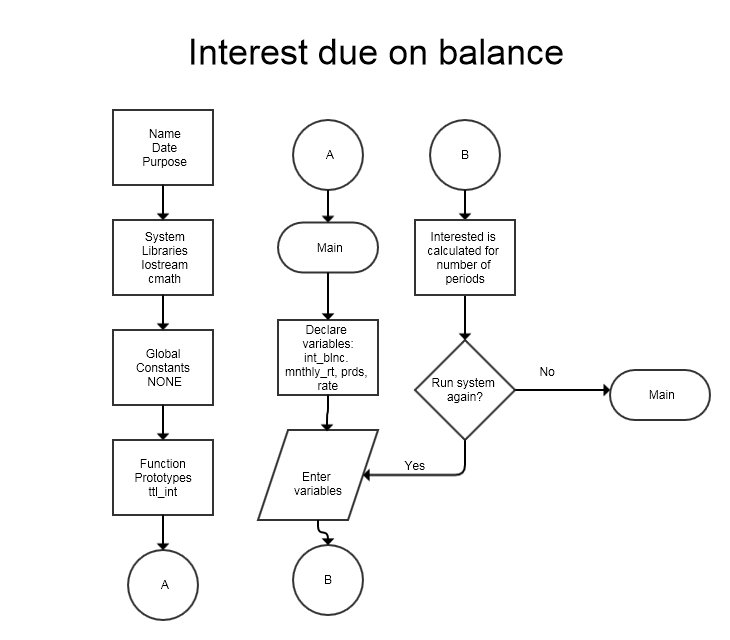 Interest due on balance
Name
Date
Purpose
System
Libraries
Iostream
cmath
Global
Constants
NONE
Function
Prototypes
ttl_int
A
A
Main
Declare
variables:
int_blnc.
mnthly_rt, prds,
rate
Enter
variables
B
B
Interested is
calculated for
number of
periods
Run system
again?
No
Main
Yes